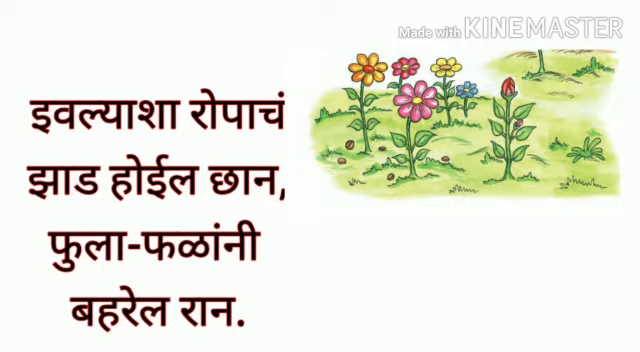 Made with KINEMASTER
इवल्याशा रोपाचं
झाड होईल छान,
फुला-फळांनी
बहरेल रान.